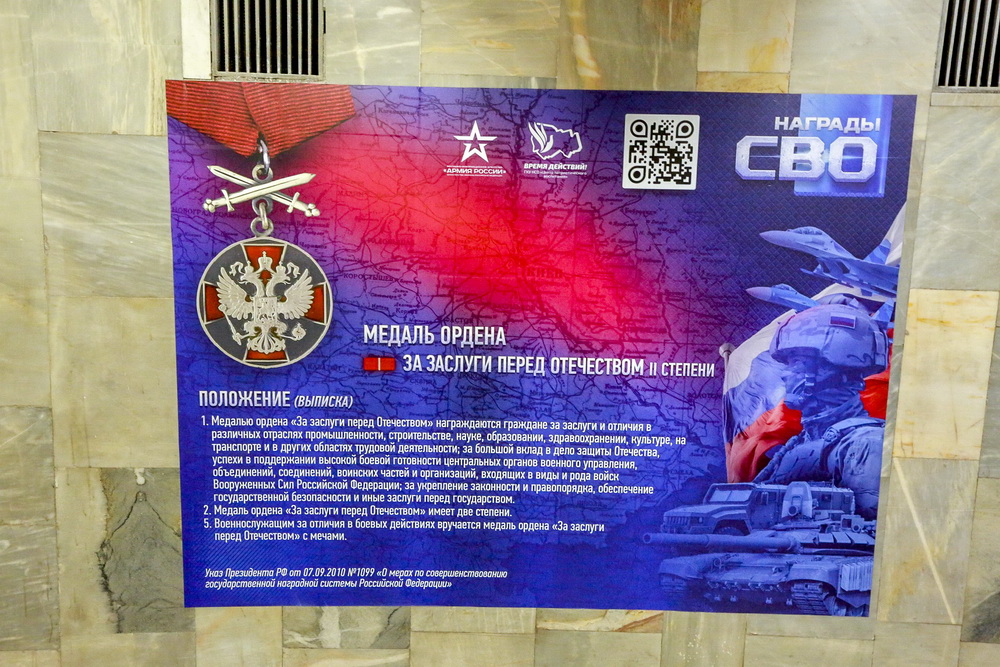 НАГРАДЫ
СВО
«АРМИЯ РОССИИ»
ВРЕМЯ ДЕЙСТВИЙ!
МЕДАЛЬ ОРДЕНА
ЗА ЗАСЛУГИ ПЕРЕД ОТЕЧЕСТВОМ II СТЕПЕНИ
ПОЛОЖЕНИЕ (ВЫПИСКА)
1. Медалью ордена «За заслуги перед Отечеством» награждаются граждане за заслуги и отличия в
различных отраслях промышленности, строительстве, науке, образовании, здравоохранении, культуре, на
транспорте и в других областях трудовой деятельности; за большой вклад в дело защиты Отечества,
успехи в поддержании высокой боевой готовности центральных органов военного управления,
объединений, соединений, воинских частей и организаций, входящих в виды и рода войск
Вооруженных Сил Российской Федерации; за укрепление законности и правопорядка, обеспечение
государственной безопасности и иные заслуги перед государством.
2. Медаль ордена «За заслуги перед Отечеством» имеет две степени.
5. Военнослужащим за отличия в боевых действиях вручается медаль ордена «За заслуги
перед Отечеством» с мечами.
Указ Президента РФ от 07.09.2010 №1099 «О мерах по совершенствованию
государственной наградной системы Российской Федерации»